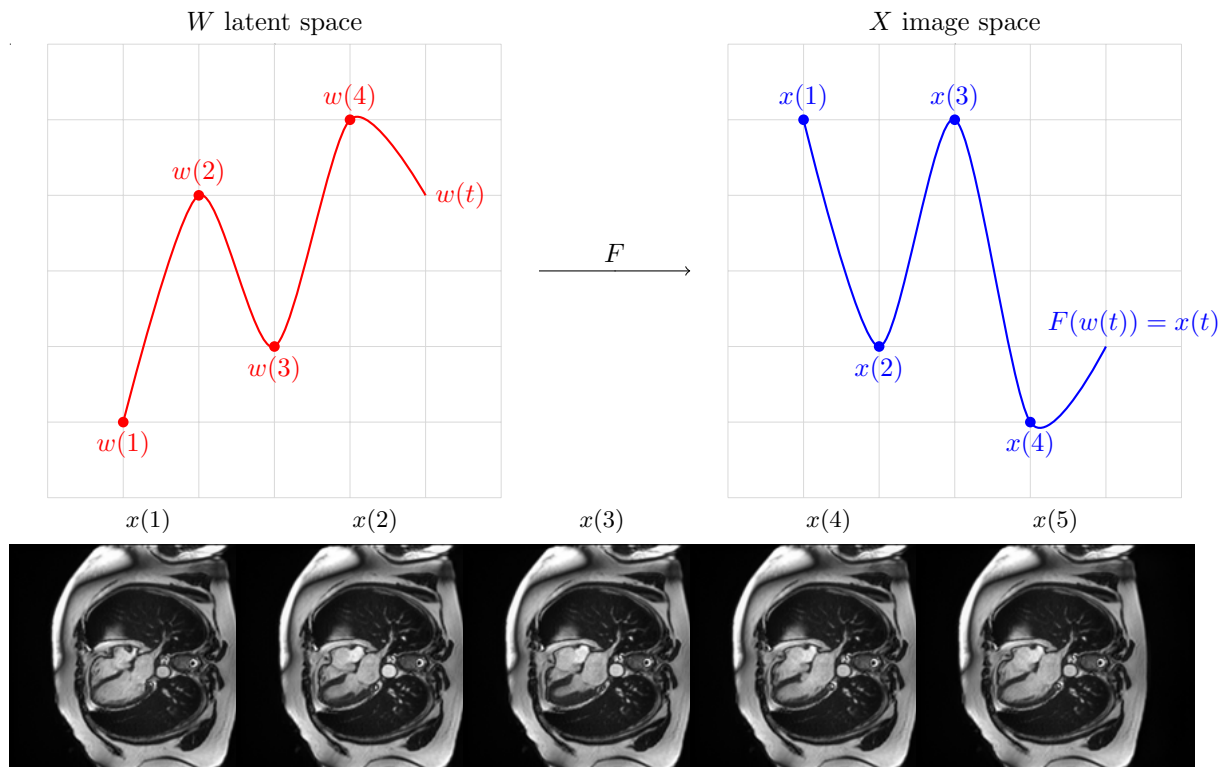 W latent space
X image space
w(4)
x(1)
x(3)
w(2)
w(t)
F
F(w(t)) = x(t)
w(3)
x(2)
w(1)
x(4)
x(1) x(2) x(3) x(4) x(5)